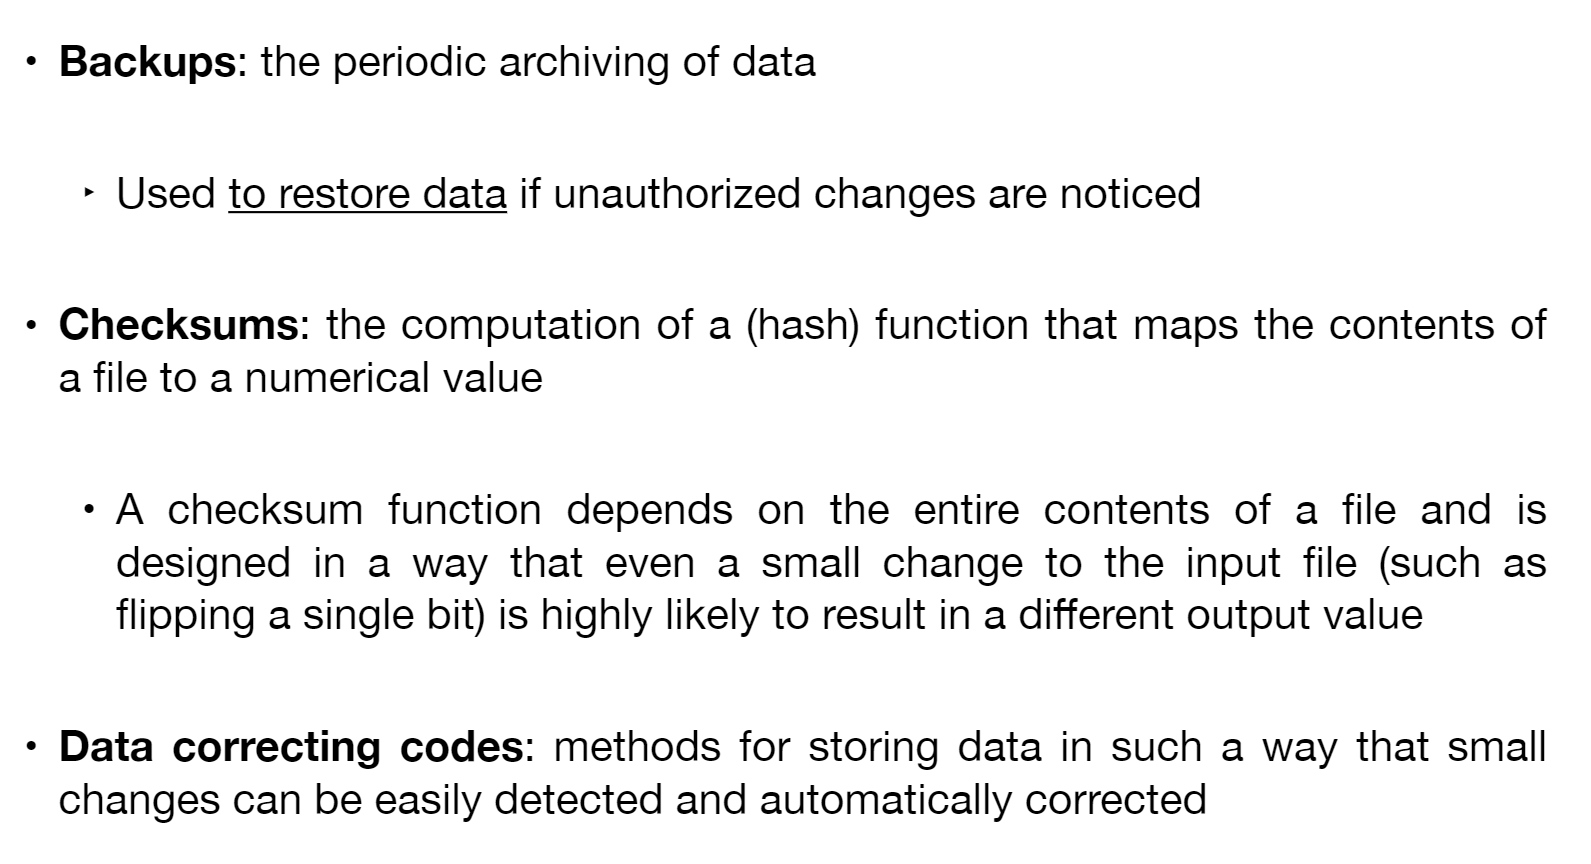 • Backups: the periodic archiving of data
‣ Used to restore data if unauthorized changes are noticed
• Checksums: the computation of a (hash) function that maps the contents of
a file to a numerical value
• A checksum function depends on the entire contents of a file and is
designed in a way that even a small change to the input file (such as
flipping a single bit) is highly likely to result in a different output value
• Data correcting codes: methods for storing data in such a way that small
changes can be easily detected and automatically corrected